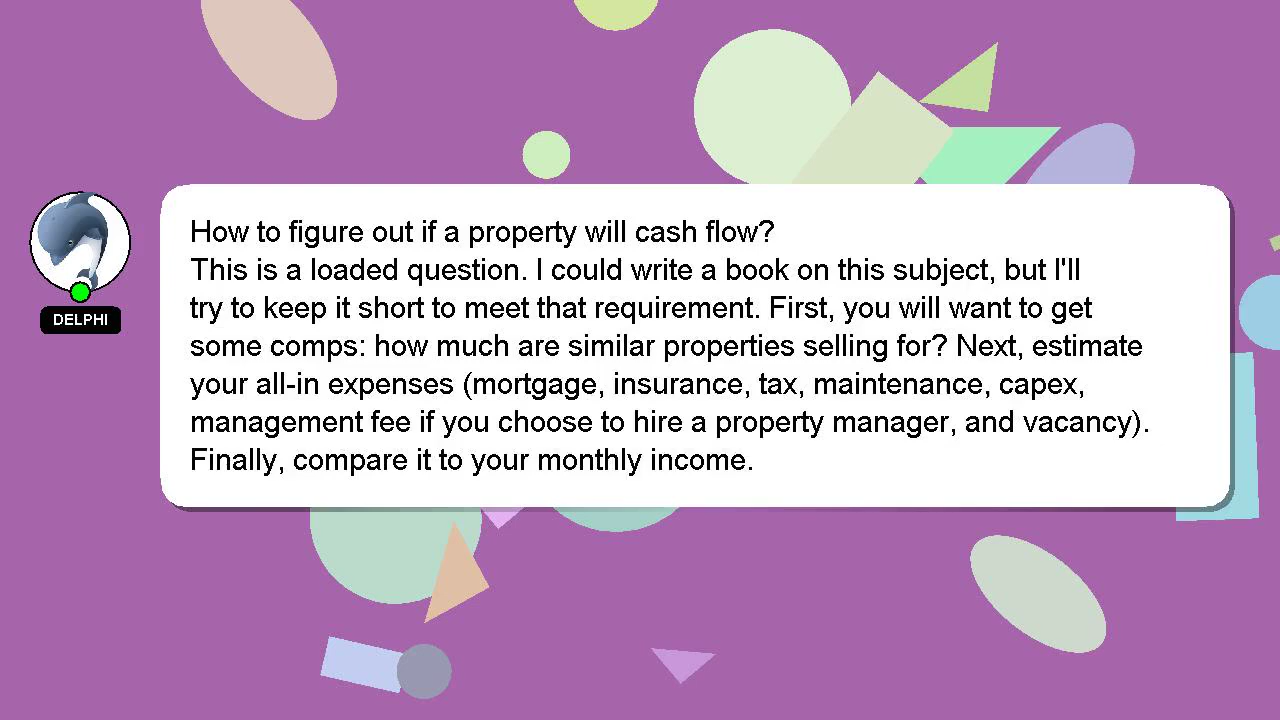 How to figure out if a property will cash flow?
This is a loaded question. I could write a book on this subject, but I'll
try to keep it short to meet that requirement. First, you will want to get
some comps: how much are similar properties selling for? Next, estimate
your all-in expenses (mortgage, insurance, tax, maintenance, capex,
management fee if you choose to hire a property manager, and vacancy).
Finally, compare it to your monthly income.
DELPHI